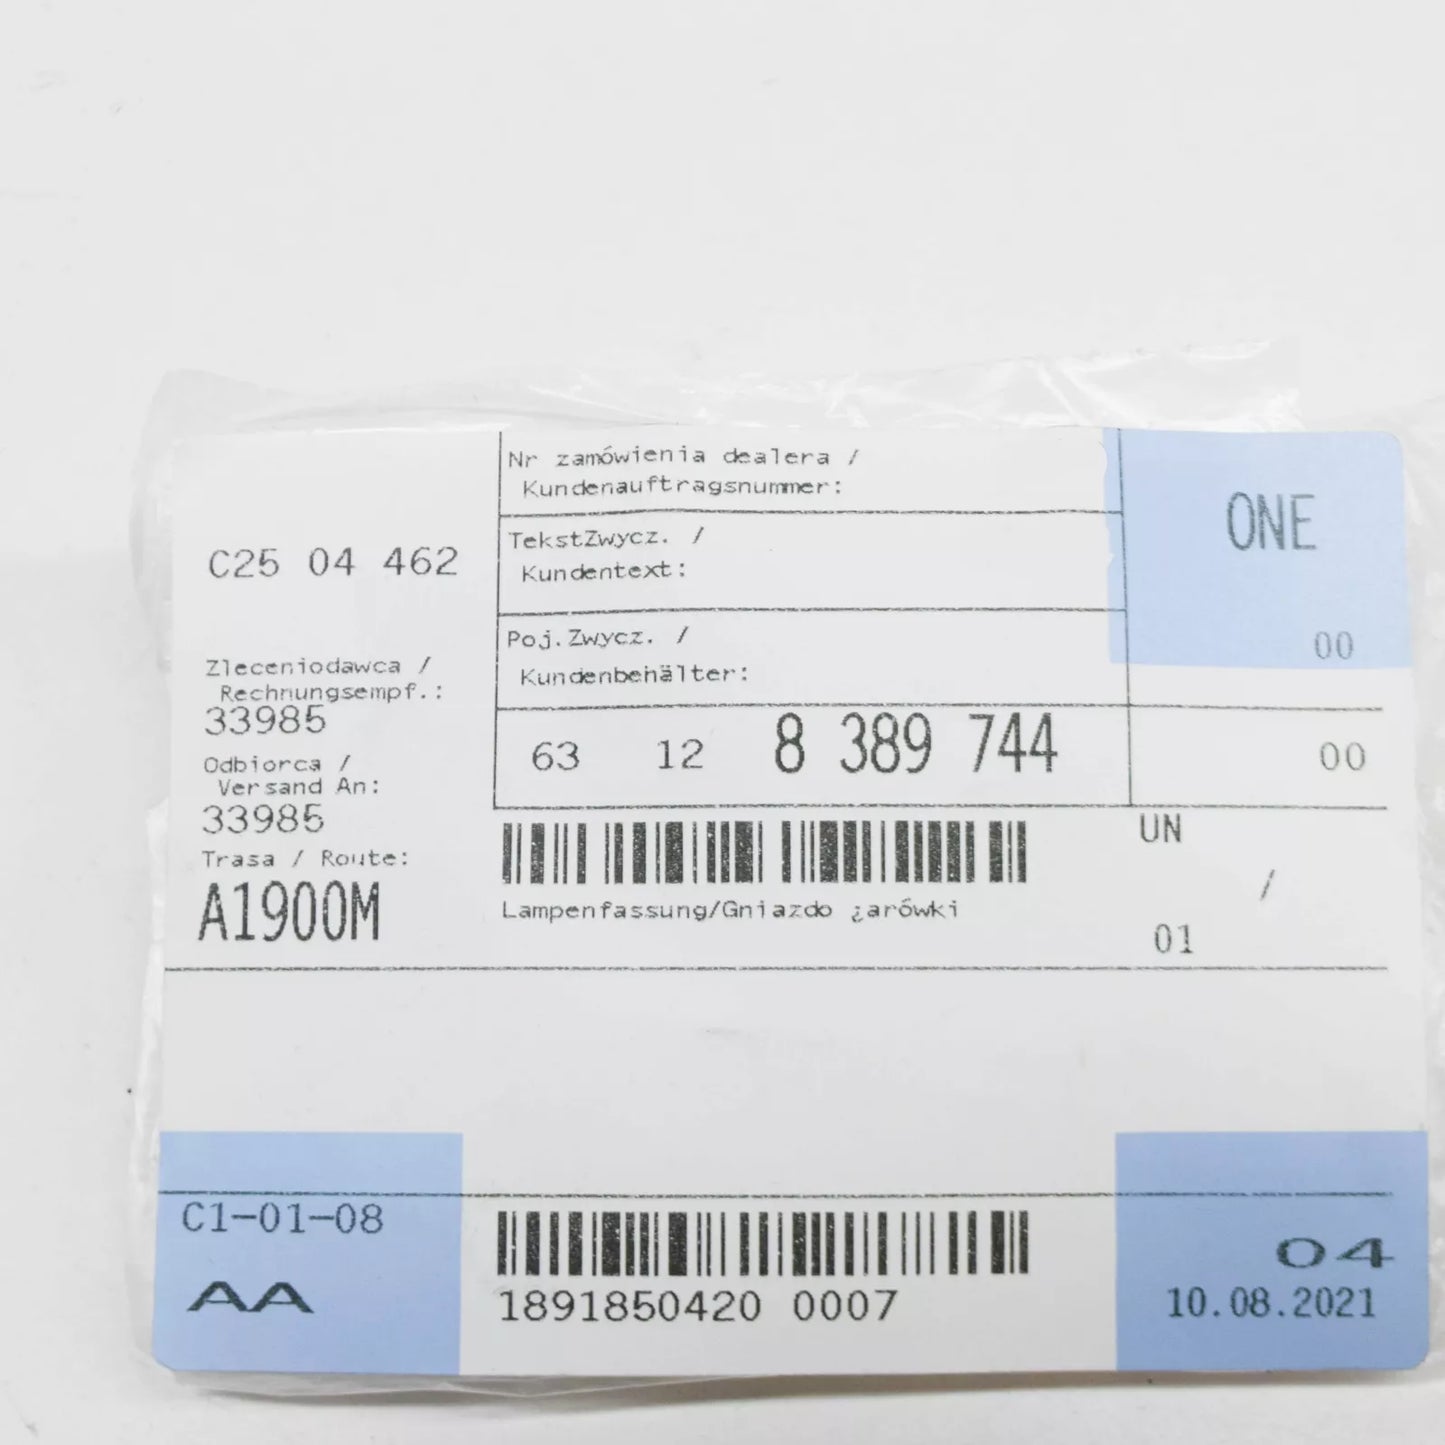 C25 04 462
Zleceniodawca /
Rechnungsempf.:
33985
Odbiorca /
Versand An:
33985
Trasa / Route:
A1900M
Nr zamówienia dealera /
Kundenauftragsnummer:
TekstZwycz. /
Kundentext:
Poj.Zwycz. /
Kundenbehälter:
63 12 8 389 744
Lampenfassung/Gniazdo ¿arówki
ONE
00
00
UN
/
01
C1-01-08
AA
1891850420 0007
04
10.08.2021